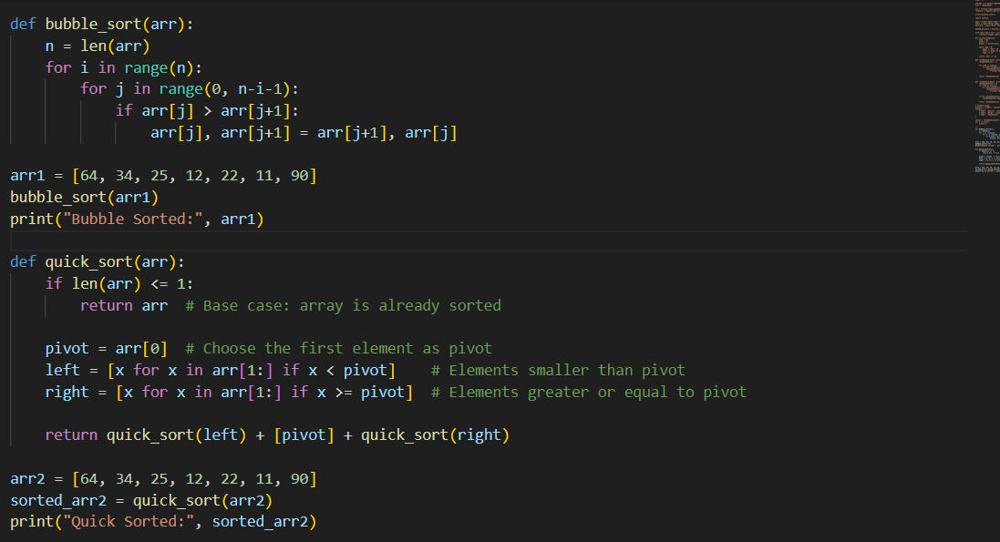 def bubble_sort(arr):
    n = len(arr)
    for i in range(n):
        for j in range(0, n-i-1):
            if arr[j] > arr[j+1]:
                arr[j], arr[j+1] = arr[j+1], arr[j]

arr1 = [64, 34, 25, 12, 22, 11, 90]
bubble_sort(arr1)
print("Bubble Sorted:", arr1)

def quick_sort(arr):
    if len(arr) <= 1:
        return arr  # Base case: array is already sorted

    pivot = arr[0]  # Choose the first element as pivot
    left = [x for x in arr[1:] if x < pivot]    # Elements smaller than pivot
    right = [x for x in arr[1:] if x >= pivot]  # Elements greater or equal to pivot

    return quick_sort(left) + [pivot] + quick_sort(right)

arr2 = [64, 34, 25, 12, 22, 11, 90]
sorted_arr2 = quick_sort(arr2)
print("Quick Sorted:", sorted_arr2)